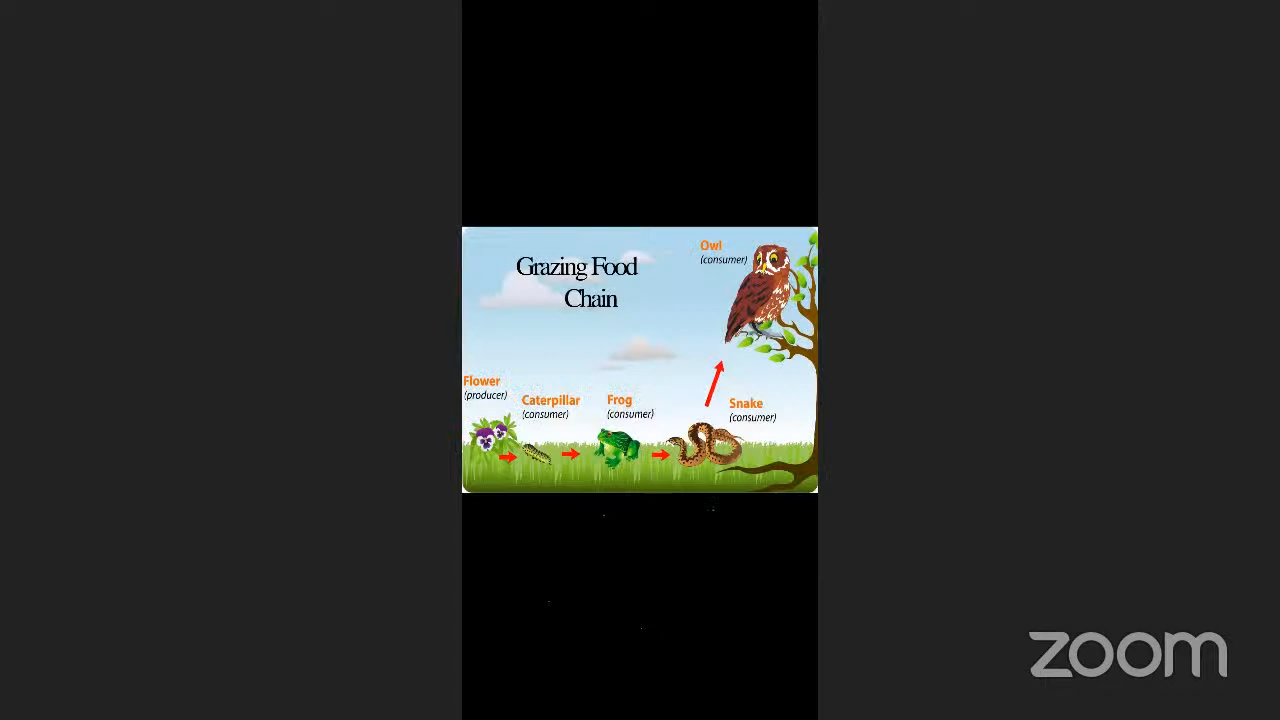 Grazing Food
Chain
Owl
(consumer)
Flower
(producer)
Caterpillar
(consumer)
Frog
(consumer)
Snake
(consumer)
zoom